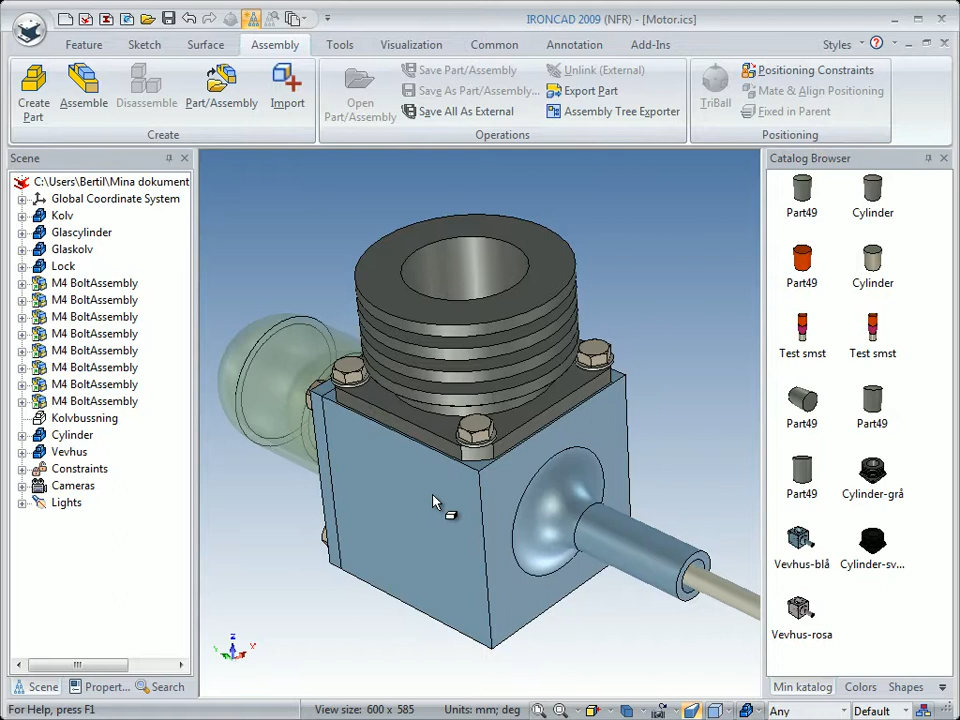 IRONCAD 2009 (NFR) - [Motor.ics]
Feature Sketch Surface Assembly Tools Visualization Common Annotation Add-Ins Styles
Create Part
Assemble
Disassemble
Part/Assembly
Import
Create
Open Part/Assembly
Save Part/Assembly
Save As Part/Assembly...
Save All As External
Unlink (External)
Export Part
Assembly Tree Exporter
Operations
TriBall
Positioning Constraints
Mate & Align Positioning
Fixed in Parent
Positioning
Scene
C:\Users\Bertil\Mina dokument
Global Coordinate System
Kolv
Glascylinder
Glaskolv
Lock
M4 BoltAssembly
M4 BoltAssembly
M4 BoltAssembly
M4 BoltAssembly
M4 BoltAssembly
M4 BoltAssembly
M4 BoltAssembly
M4 BoltAssembly
Kolvbussning
Cylinder
Vevhus
Constraints
Cameras
Lights
Scene Propert... Search
Z
Y
X
Catalog Browser
Part49 Cylinder
Part49 Cylinder
Test smst Test smst
Part49 Part49
Part49 Cylinder-grå
Vevhus-blå Cylinder-sv...
Vevhus-rosa
Min katalog Colors Shapes
For Help, press F1 View size: 600 x 585 Units: mm; deg Any Default